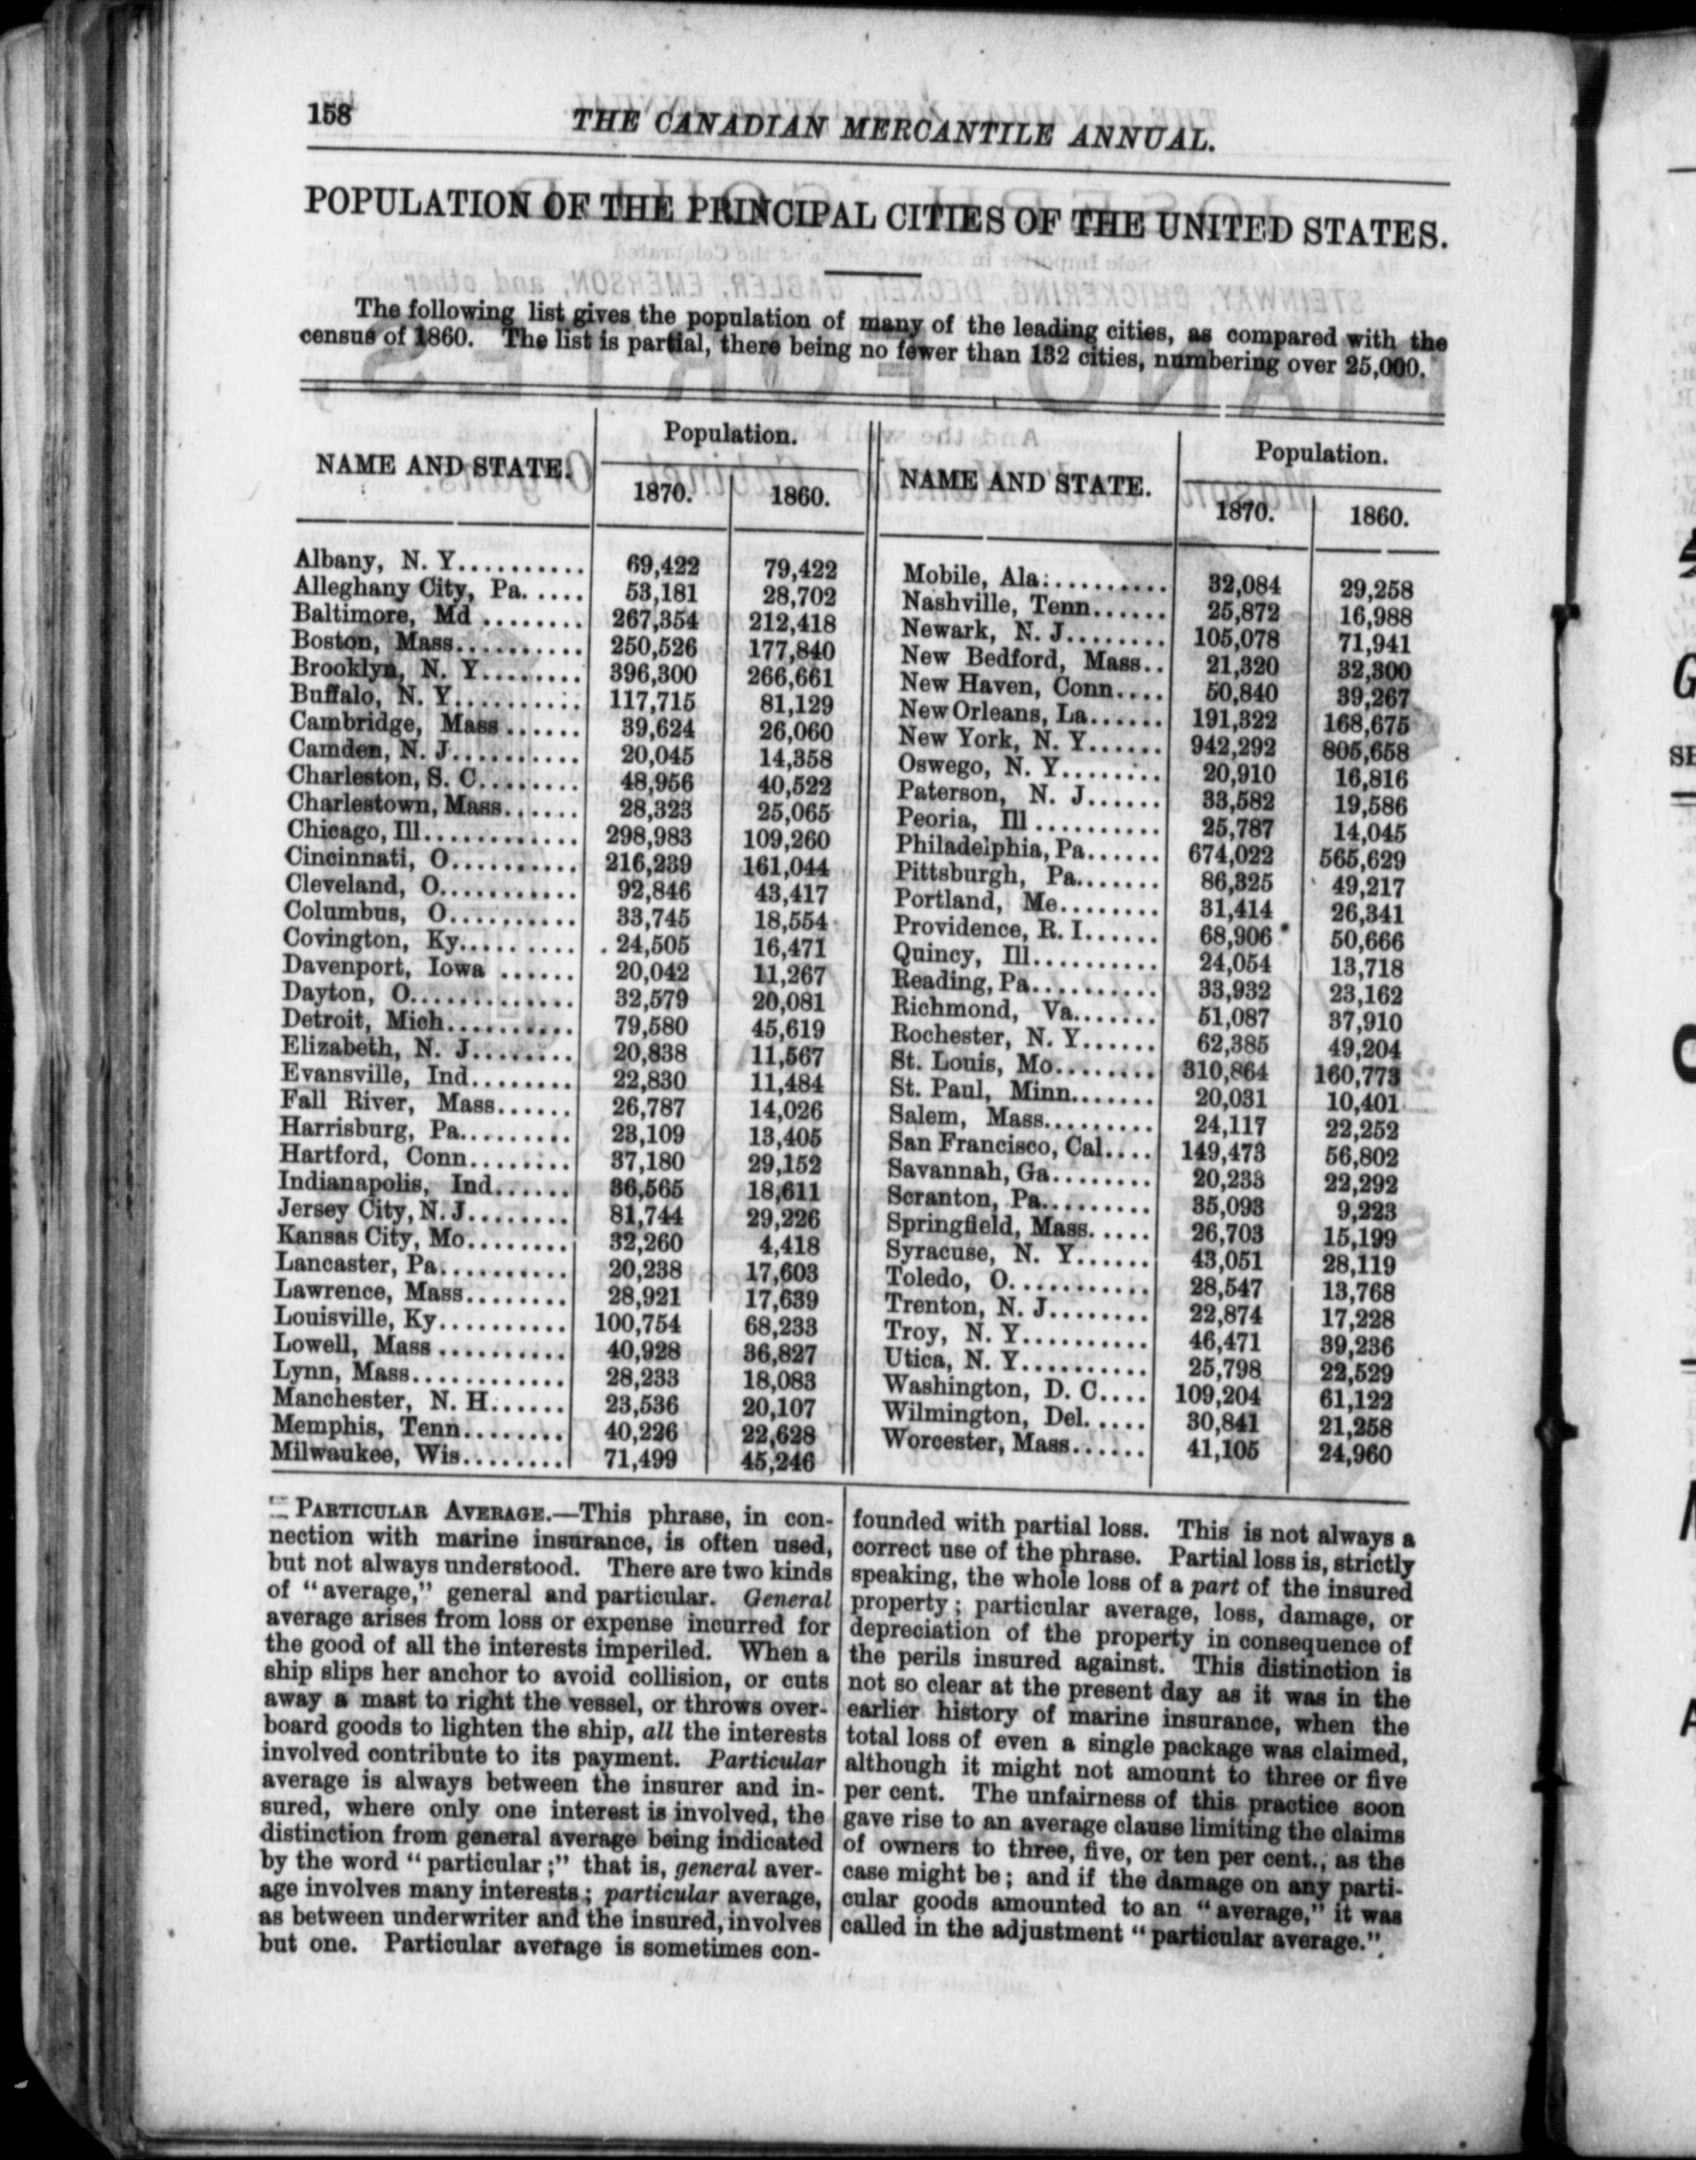 158
THE CANADIAN MERCANTILE ANNUAL.
POPULATION OF THE PRINCIPAL CITIES OF THE UNITED STATES.
The following list gives the population of many of the leading cities, as compared with the
census of 1860. The list is partial, there being no fewer than 132 cities, numbering over 25,000.
NAME AND STATE. Population.
1870. 1860.
Albany, N. Y.......... 69,422 79,422
Alleghany City, Pa. ..... 53,181 28,702
Baltimore, Md ........ 267,354 212,418
Boston, Mass.......... 250,526 177,840
Brooklyn, N. Y........ 396,300 266,661
Buffalo, N. Y.......... 117,715 81,129
Cambridge, Mass ...... 39,624 26,060
Camden, N. J.......... 20,045 14,358
Charleston, S. C........ 48,956 40,522
Charlestown, Mass...... 28,323 25,065
Chicago, Ill............ 298,983 109,260
Cincinnati, O.......... 216,239 161,044
Cleveland, O........... 92,846 43,417
Columbus, O.......... 33,745 18,554
Covington, Ky......... 24,505 16,471
Davenport, Iowa ...... 20,042 11,267
Dayton, O............. 32,579 20,081
Detroit, Mich.......... 79,580 45,619
Elizabeth, N. J........ 20,838 11,567
Evansville, Ind........ 22,830 11,484
Fall River, Mass...... 26,787 14,026
Harrisburg, Pa......... 23,109 13,405
Hartford, Conn........ 37,180 29,152
Indianapolis, Ind...... 36,565 18,611
Jersey City, N. J........ 81,744 29,226
Kansas City, Mo........ 32,260 4,418
Lancaster, Pa.......... 20,238 17,603
Lawrence, Mass........ 28,921 17,639
Louisville, Ky.......... 100,754 68,233
Lowell, Mass .......... 40,928 36,827
Lynn, Mass............ 28,233 18,083
Manchester, N. H...... 23,536 20,107
Memphis, Tenn........ 40,226 22,628
Milwaukee, Wis........ 71,499 45,246
NAME AND STATE. Population.
1870. 1860.
Mobile, Ala.......... 32,084 29,258
Nashville, Tenn...... 25,872 16,988
Newark, N. J........ 105,078 71,941
New Bedford, Mass.. 21,320 32,300
New Haven, Conn.... 50,840 39,267
New Orleans, La...... 191,322 168,675
New York, N. Y...... 942,292 805,658
Oswego, N. Y........ 20,910 16,816
Paterson, N. J...... 33,582 19,586
Peoria, Ill .......... 25,787 14,045
Philadelphia, Pa...... 674,022 565,629
Pittsburgh, Pa....... 86,325 49,217
Portland, Me........ 31,414 26,341
Providence, R. I...... 68,906 50,666
Quincy, Ill.......... 24,054 13,718
Reading, Pa.......... 33,932 23,162
Richmond, Va....... 51,087 37,910
Rochester, N. Y...... 62,385 49,204
St. Louis, Mo........ 310,864 160,773
St. Paul, Minn....... 20,031 10,401
Salem, Mass......... 24,117 22,252
San Francisco, Cal.... 149,473 56,802
Savannah, Ga........ 20,233 22,292
Scranton, Pa......... 35,093 9,223
Springfield, Mass. ..... 26,703 15,199
Syracuse, N. Y...... 43,051 28,119
Toledo, O. ........... 28,547 13,768
Trenton, N. J........ 22,874 17,228
Troy, N. Y.......... 46,471 39,236
Utica, N. Y.......... 25,798 22,529
Washington, D. C.... 109,204 61,122
Wilmington, Del. ..... 30,841 21,258
Worcester, Mass...... 41,105 24,960
PARTICULAR AVERAGE.—This phrase, in con-
nection with marine insurance, is often used,
but not always understood. There are two kinds
of "average," general and particular. General
average arises from loss or expense incurred for
the good of all the interests imperiled. When a
ship slips her anchor to avoid collision, or cuts
away a mast to right the vessel, or throws over-
board goods to lighten the ship, all the interests
involved contribute to its payment. Particular
average is always between the insurer and in-
sured, where only one interest is involved, the
distinction from general average being indicated
by the word "particular;" that is, general aver-
age involves many interests; particular average,
as between underwriter and the insured, involves
but one. Particular average is sometimes con-
founded with partial loss. This is not always a
correct use of the phrase. Partial loss is, strictly
speaking, the whole loss of a part of the insured
property; particular average, loss, damage, or
depreciation of the property in consequence of
the perils insured against. This distinction is
not so clear at the present day as it was in the
earlier history of marine insurance, when the
total loss of even a single package was claimed,
although it might not amount to three or five
per cent. The unfairness of this practice soon
gave rise to an average clause limiting the claims
of owners to three, five, or ten per cent., as the
case might be; and if the damage on any parti-
cular goods amounted to an "average," it was
called in the adjustment "particular average."